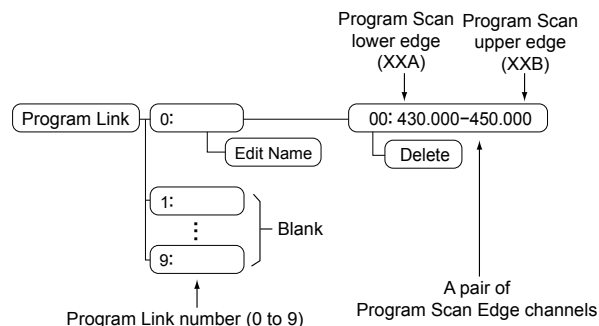 Program Scan
lower edge
(XXA)
Program Scan
upper edge
(XXB)
Program Link
0:
00: 430.000–450.000
Edit Name
Delete
1:
⋮
9:
Blank
Program Link number (0 to 9)
A pair of
Program Scan Edge channels